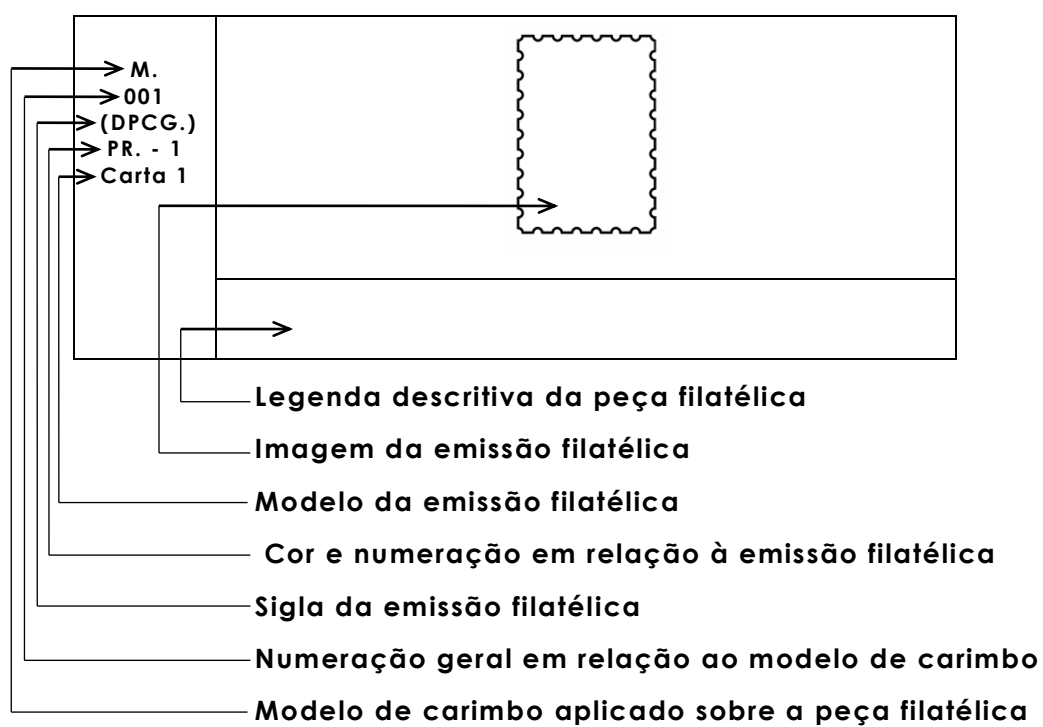 M.
001
(DPCG.)
PR. - 1
Carta 1
Legenda descritiva da peça filatélica
Imagem da emissão filatélica
Modelo da emissão filatélica
Cor e numeração em relação à emissão filatélica
Sigla da emissão filatélica
Numeração geral em relação ao modelo de carimbo
Modelo de carimbo aplicado sobre a peça filatélica